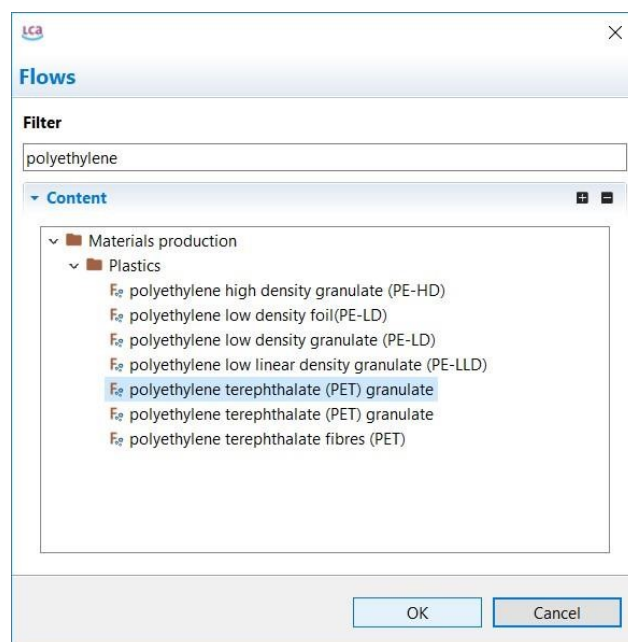 LCA
Flows
Filter
polyethylene
Content
Materials production
Plastics
polyethylene high density granulate (PE-HD)
polyethylene low density foil(PE-LD)
polyethylene low density granulate (PE-LD)
polyethylene low linear density granulate (PE-LLD)
polyethylene terephthalate (PET) granulate
polyethylene terephthalate (PET) granulate
polyethylene terephthalate fibres (PET)
OK Cancel